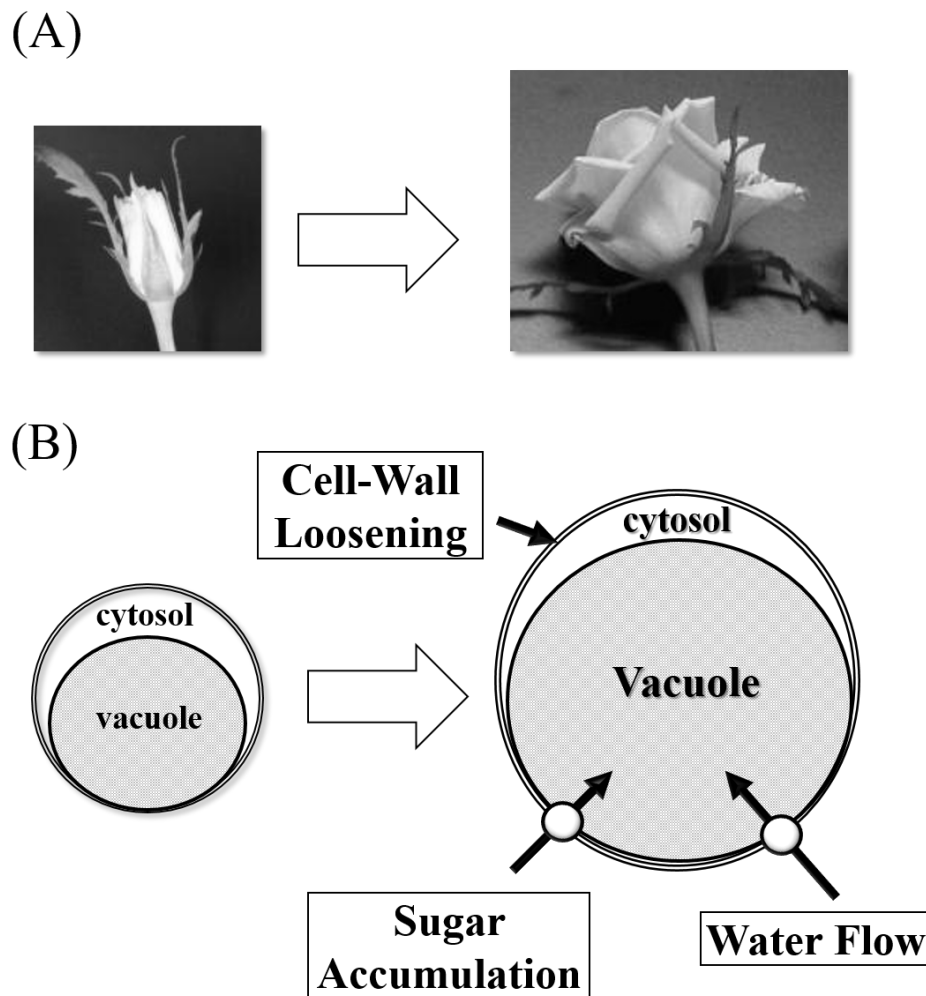 (A)
(B)
Cell-Wall
Loosening
cytosol
cytosol
vacuole
Vacuole
Sugar
Accumulation
Water Flow